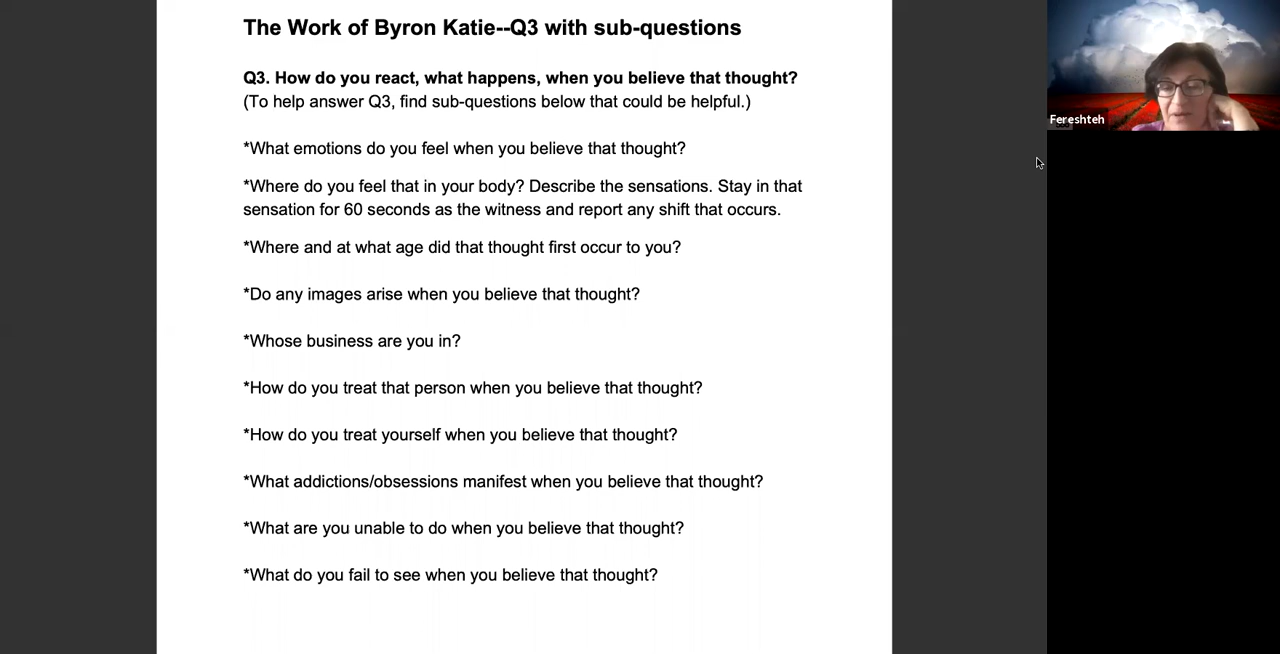 The Work of Byron Katie--Q3 with sub-questions
Q3. How do you react, what happens, when you believe that thought?
(To help answer Q3, find sub-questions below that could be helpful.)
*What emotions do you feel when you believe that thought?
*Where do you feel that in your body? Describe the sensations. Stay in that
sensation for 60 seconds as the witness and report any shift that occurs.
*Where and at what age did that thought first occur to you?
*Do any images arise when you believe that thought?
*Whose business are you in?
*How do you treat that person when you believe that thought?
*How do you treat yourself when you believe that thought?
*What addictions/obsessions manifest when you believe that thought?
*What are you unable to do when you believe that thought?
*What do you fail to see when you believe that thought?
Fereshteh